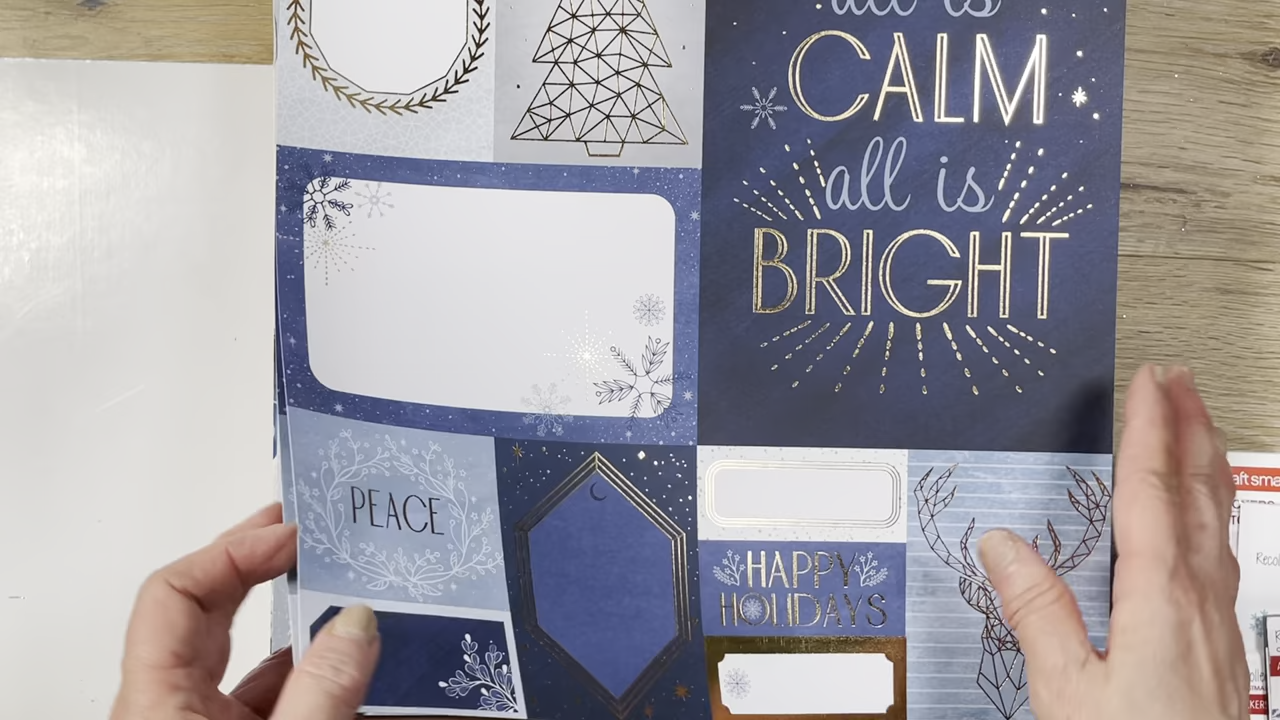 all is
CALM
all is
BRIGHT
PEACE
HAPPY
HOLIDAYS